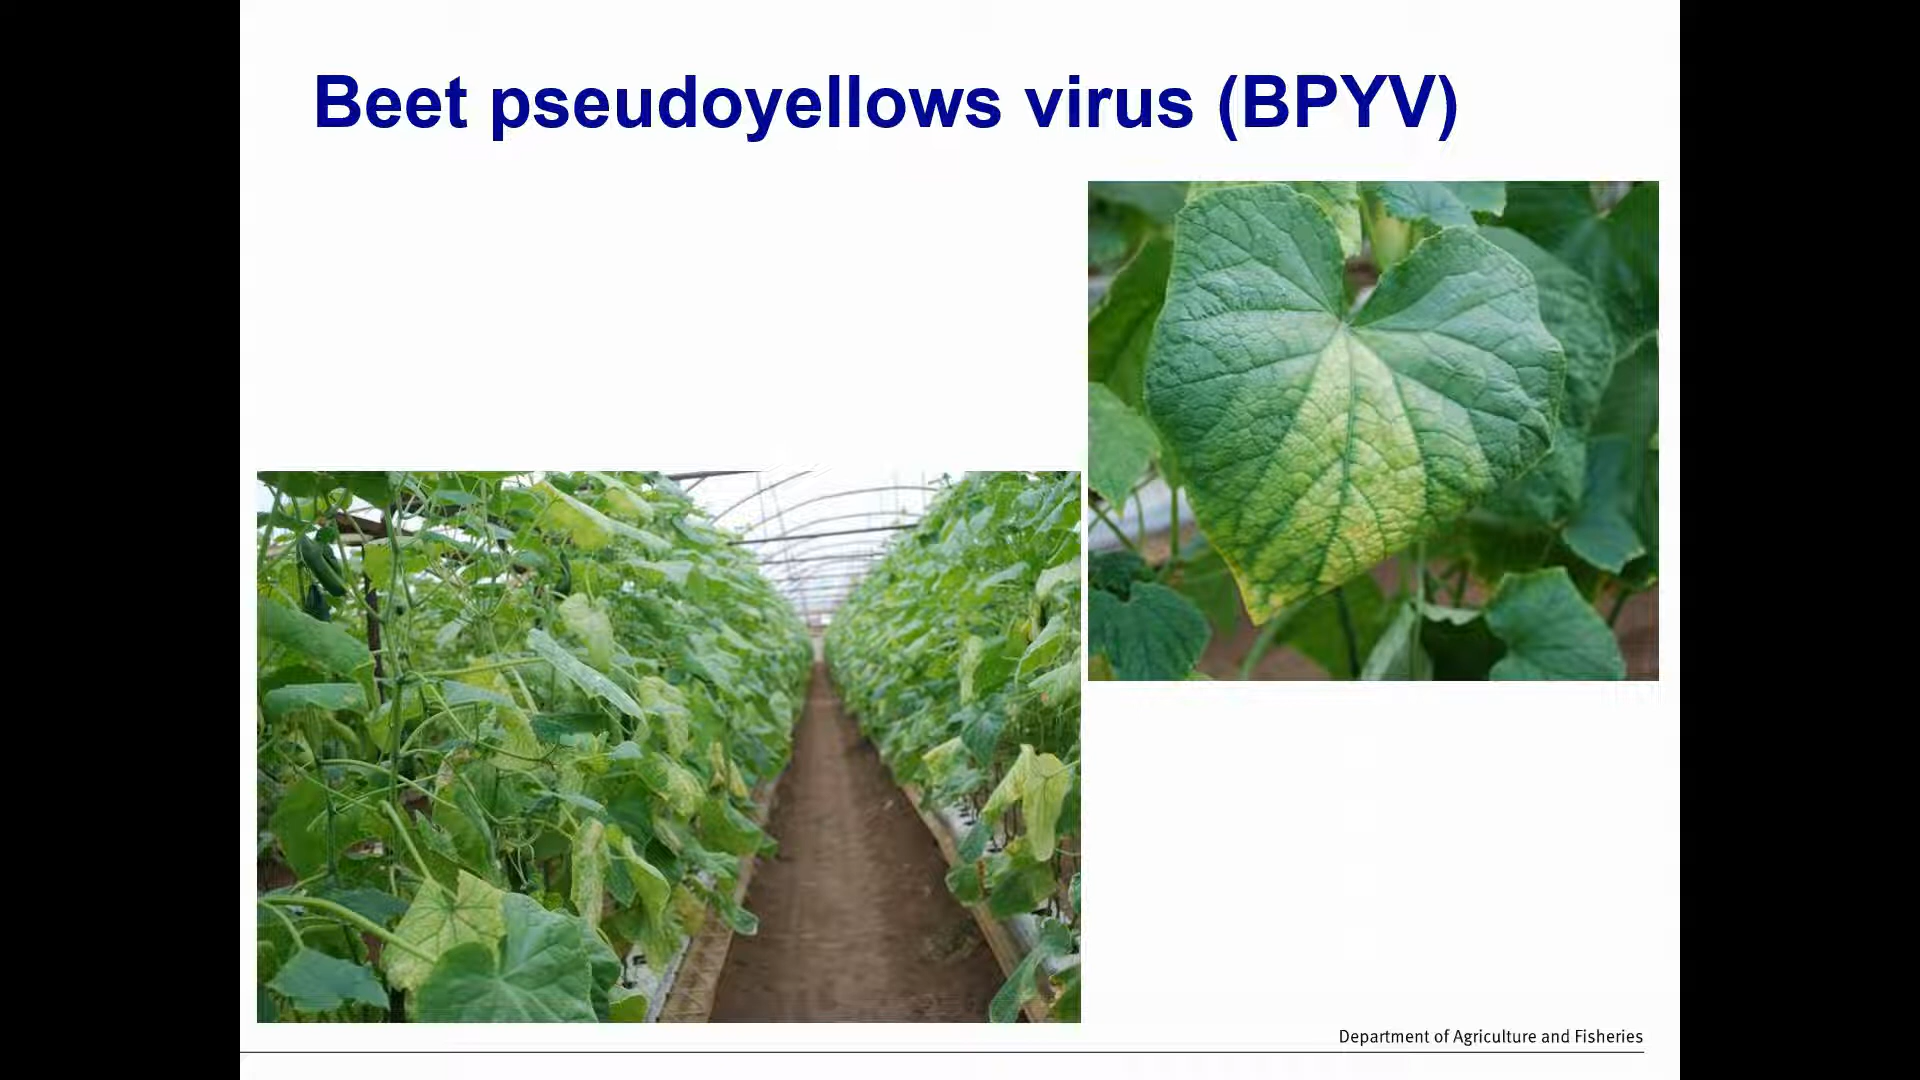 Beet pseudoyellows virus (BPYV)
Department of Agriculture and Fisheries